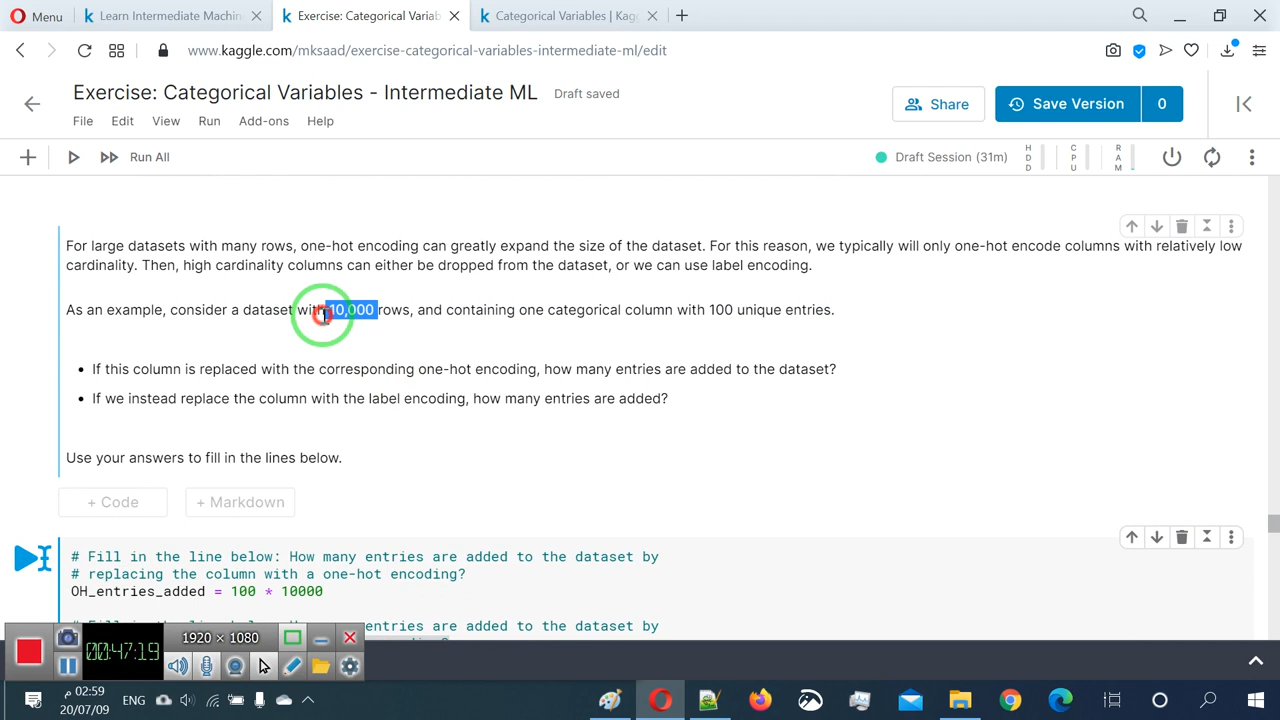 Menu
Learn Intermediate Machin
Exercise: Categorical Variab
Categorical Variables | Kagg
www.kaggle.com/mksaad/exercise-categorical-variables-intermediate-ml/edit
Exercise: Categorical Variables - Intermediate ML
Draft saved
Share
Save Version
0
File Edit View Run Add-ons Help
Run All
Draft Session (31m)
HDD
CPU
RAM
For large datasets with many rows, one-hot encoding can greatly expand the size of the dataset. For this reason, we typically will only one-hot encode columns with relatively low
cardinality. Then, high cardinality columns can either be dropped from the dataset, or we can use label encoding.
As an example, consider a dataset with 10,000 rows, and containing one categorical column with 100 unique entries.
• If this column is replaced with the corresponding one-hot encoding, how many entries are added to the dataset?
• If we instead replace the column with the label encoding, how many entries are added?
Use your answers to fill in the lines below.
+ Code
+ Markdown
# Fill in the line below: How many entries are added to the dataset by
# replacing the column with a one-hot encoding?
OH_entries_added = 100 * 10000
entries are added to the dataset by
1920 × 1080
00:47:19
ENG
02:59 م
20/07/09